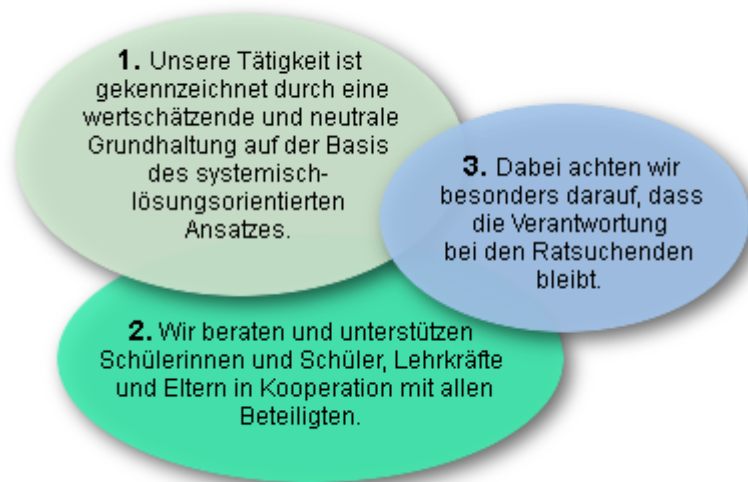 1. Unsere Tätigkeit ist
gekennzeichnet durch eine
wertschätzende und neutrale
Grundhaltung auf der Basis
des systemisch-
lösungsorientierten
Ansatzes.
2. Wir beraten und unterstützen
Schülerinnen und Schüler, Lehrkräfte
und Eltern in Kooperation mit allen
Beteiligten.
3. Dabei achten wir
besonders darauf, dass
die Verantwortung
bei den Ratsuchenden
bleibt.